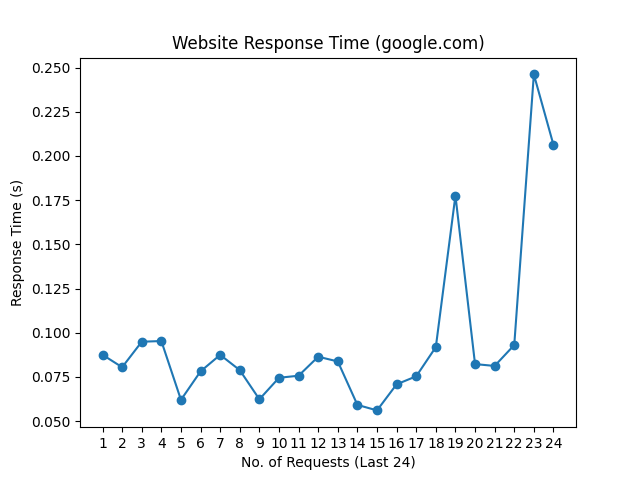 Website Response Time (google.com)
0.250
0.225
0.200
0.175
0.150
0.125
0.100
0.075
0.050
Response Time (s)
1 2 3 4 5 6 7 8 9 10 11 12 13 14 15 16 17 18 19 20 21 22 23 24
No. of Requests (Last 24)